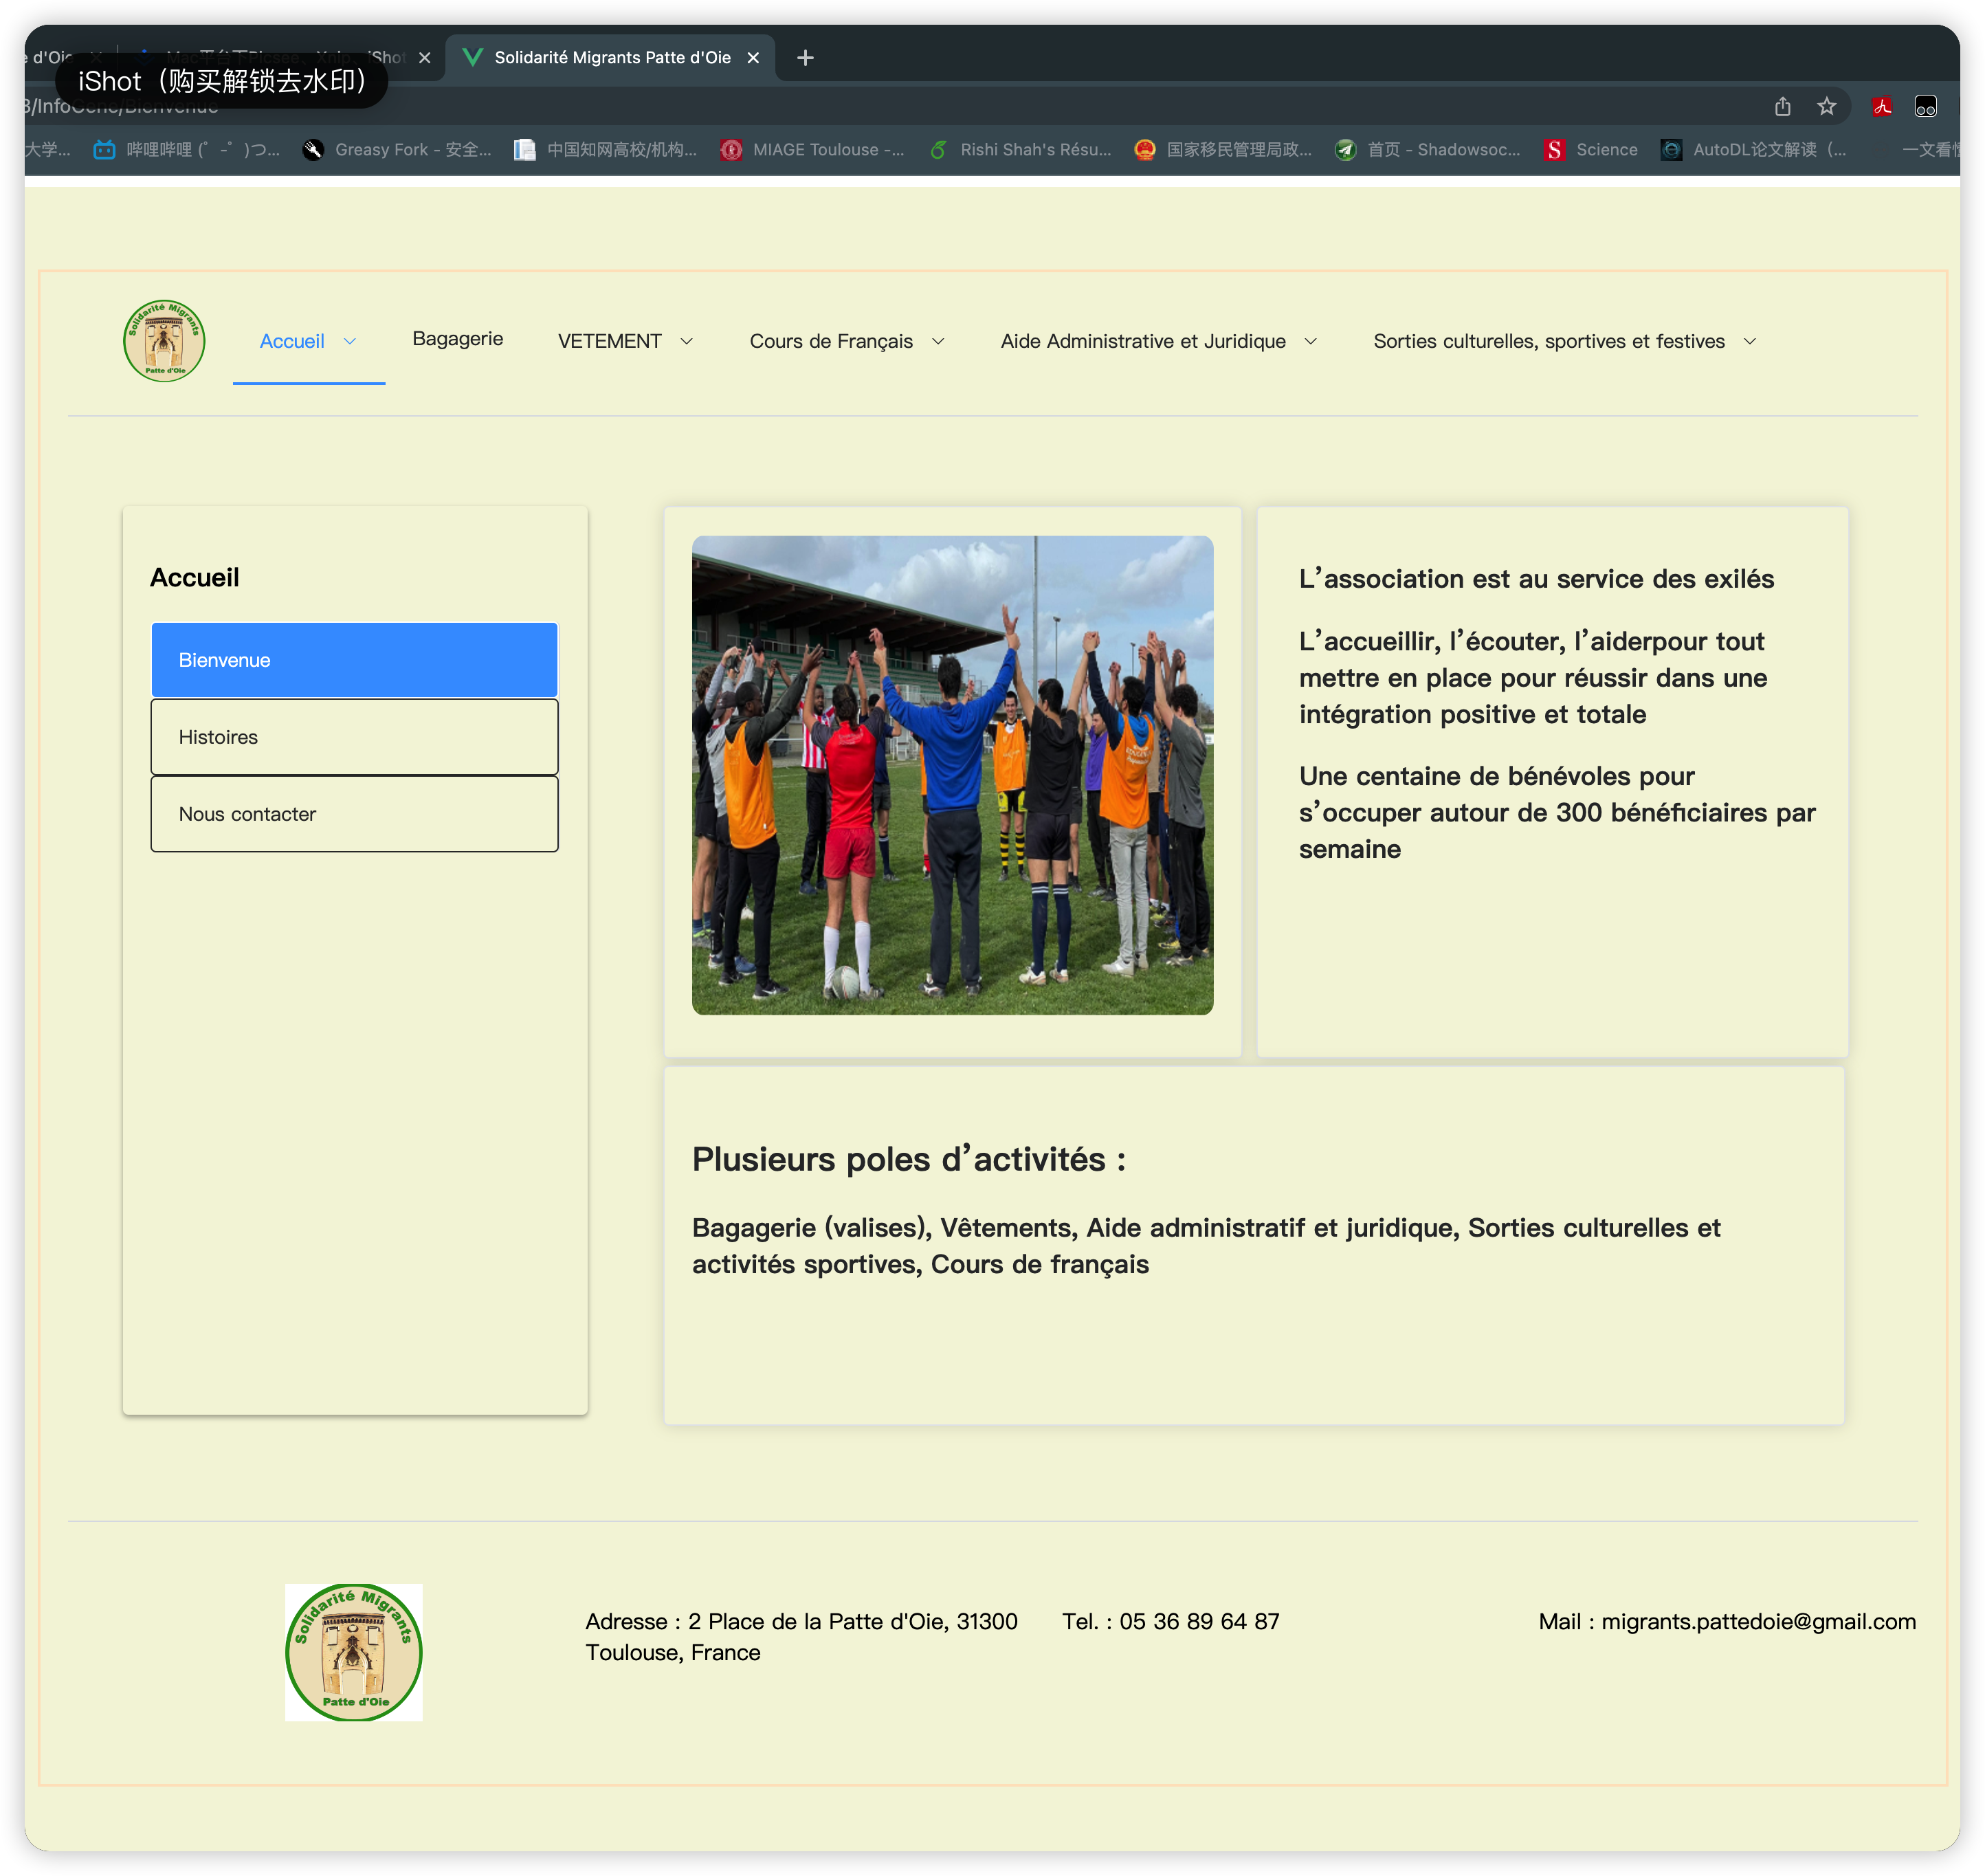 Solidarité Migrants Patte d'Oie
iShot（购买解锁去水印）
/InfoGene/Bienvenue
大学...
哔哩哔哩 (゜-゜)つ...
Greasy Fork - 安全...
中国知网高校/机构...
MIAGE Toulouse -...
Rishi Shah's Résu...
国家移民管理局政...
首页 - Shadowsoc...
Science
AutoDL论文解读（...
Solidarité Migrants
Patte d'Oie
Accueil
Bagagerie
VETEMENT
Cours de Français
Aide Administrative et Juridique
Sorties culturelles, sportives et festives
Accueil
Bienvenue
Histoires
Nous contacter
L’association est au service des exilés
L’accueillir, l’écouter, l’aiderpour tout
mettre en place pour réussir dans une
intégration positive et totale
Une centaine de bénévoles pour
s’occuper autour de 300 bénéficiaires par
semaine
Plusieurs poles d’activités :
Bagagerie (valises), Vêtements, Aide administratif et juridique, Sorties culturelles et
activités sportives, Cours de français
Solidarité Migrants
Patte d'Oie
Adresse : 2 Place de la Patte d'Oie, 31300
Toulouse, France
Tel. : 05 36 89 64 87
Mail : migrants.pattedoie@gmail.com